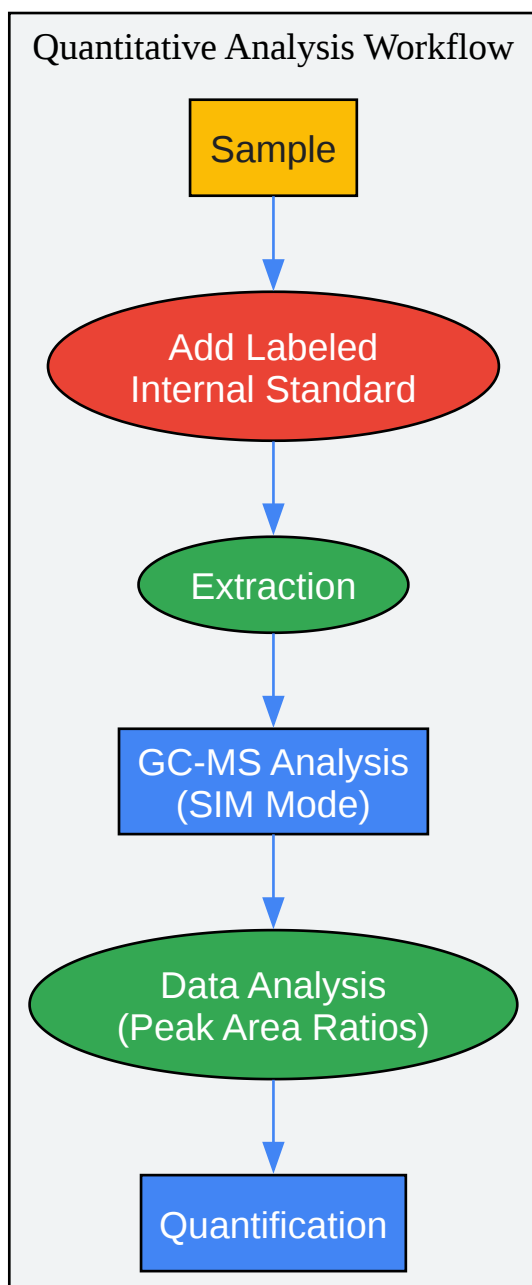 Quantitative Analysis Workflow
Sample
Add Labeled
Internal Standard
Extraction
GC-MS Analysis
(SIM Mode)
Data Analysis
(Peak Area Ratios)
Quantification